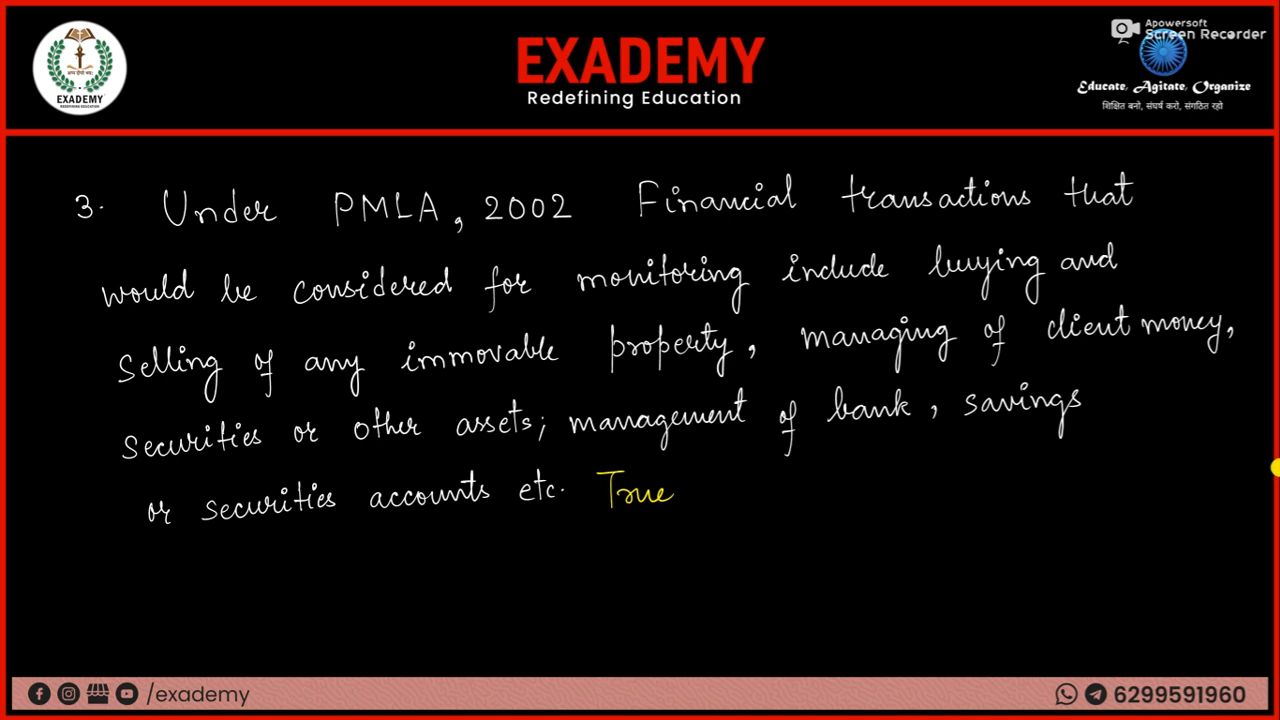 EXADEMY
REDEFINING EDUCATION
EXADEMY
Redefining Education
Apowersoft
Screen Recorder
Educate, Agitate, Organize
शिक्षित बनो, संघर्ष करो, संगठित रहो
3. Under PMLA, 2002 Financial transactions that
would be considered for monitoring include buying and
Selling of any immovable property, managing of client money,
Securities or other assets; management of bank, savings
or securities accounts etc. True
/exademy
6299591960